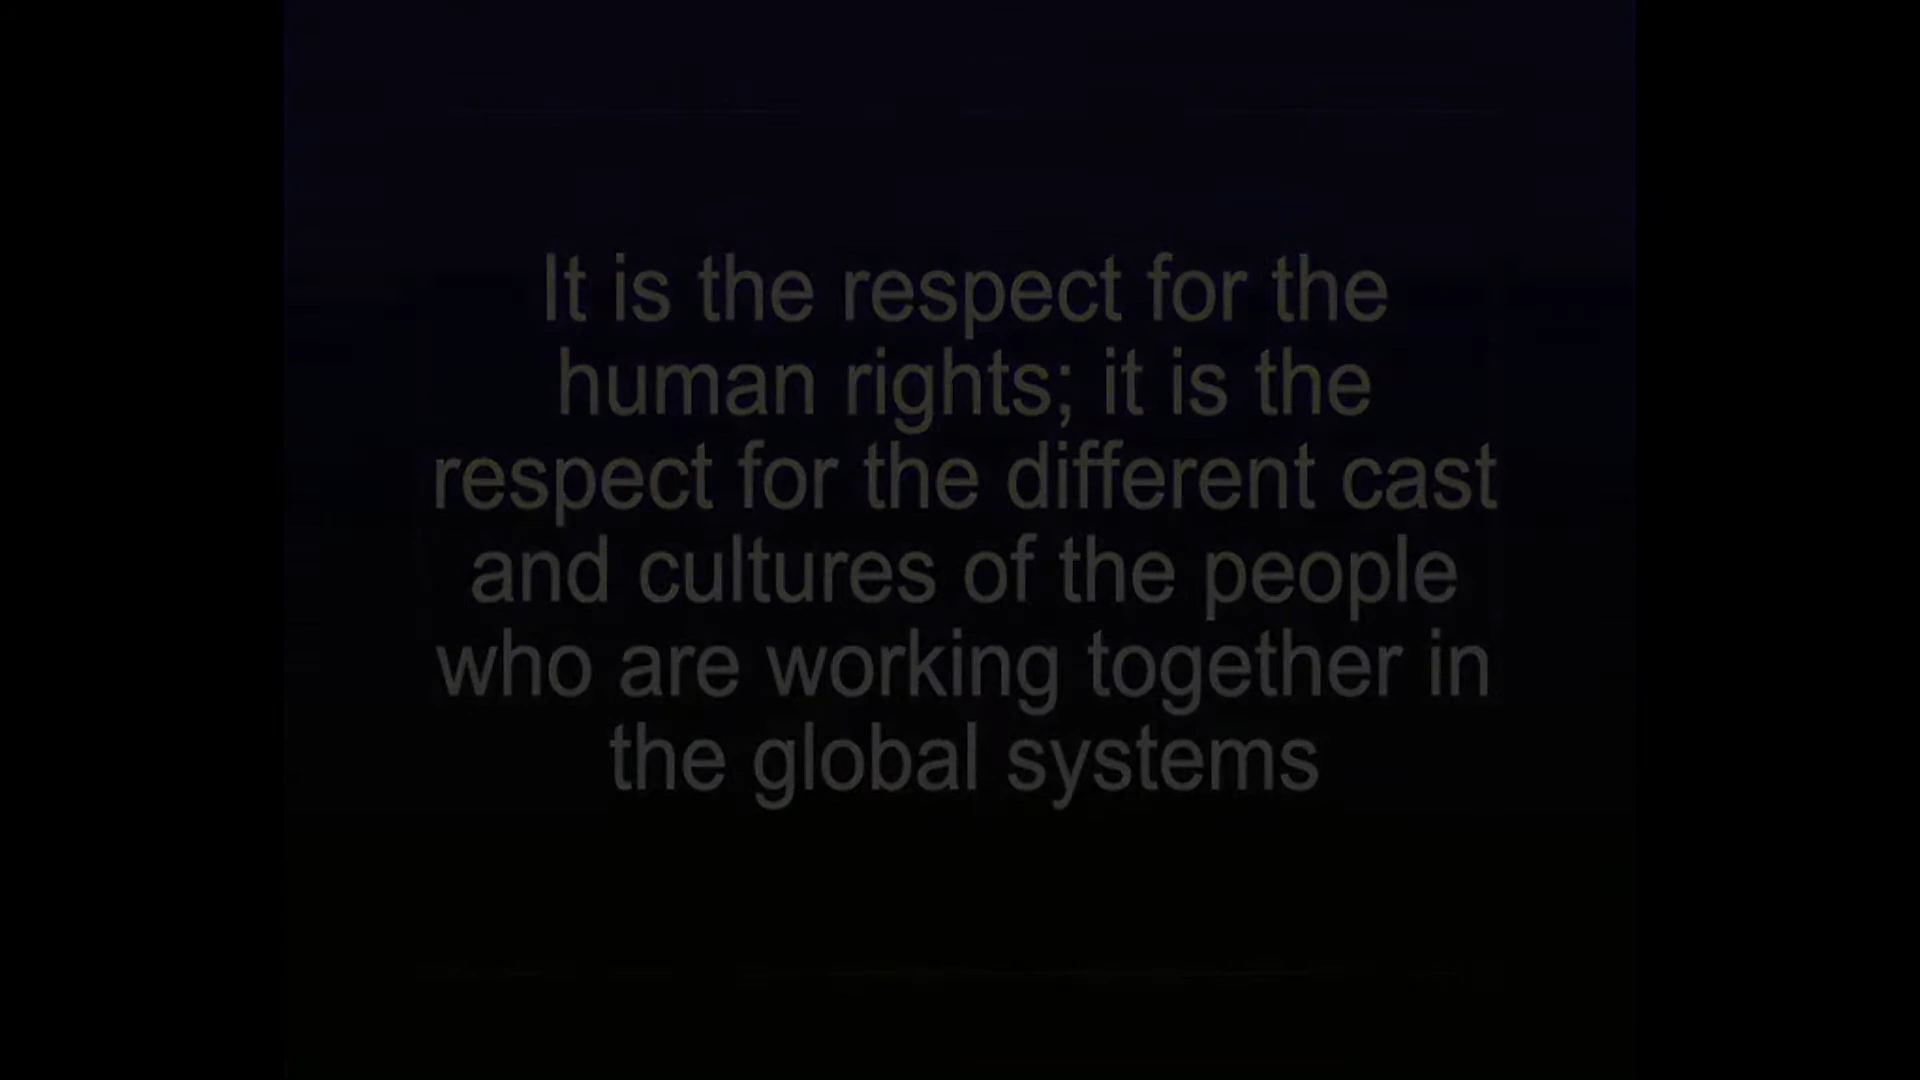 It is the respect for the
human rights; it is the
respect for the different cast
and cultures of the people
who are working together in
the global systems